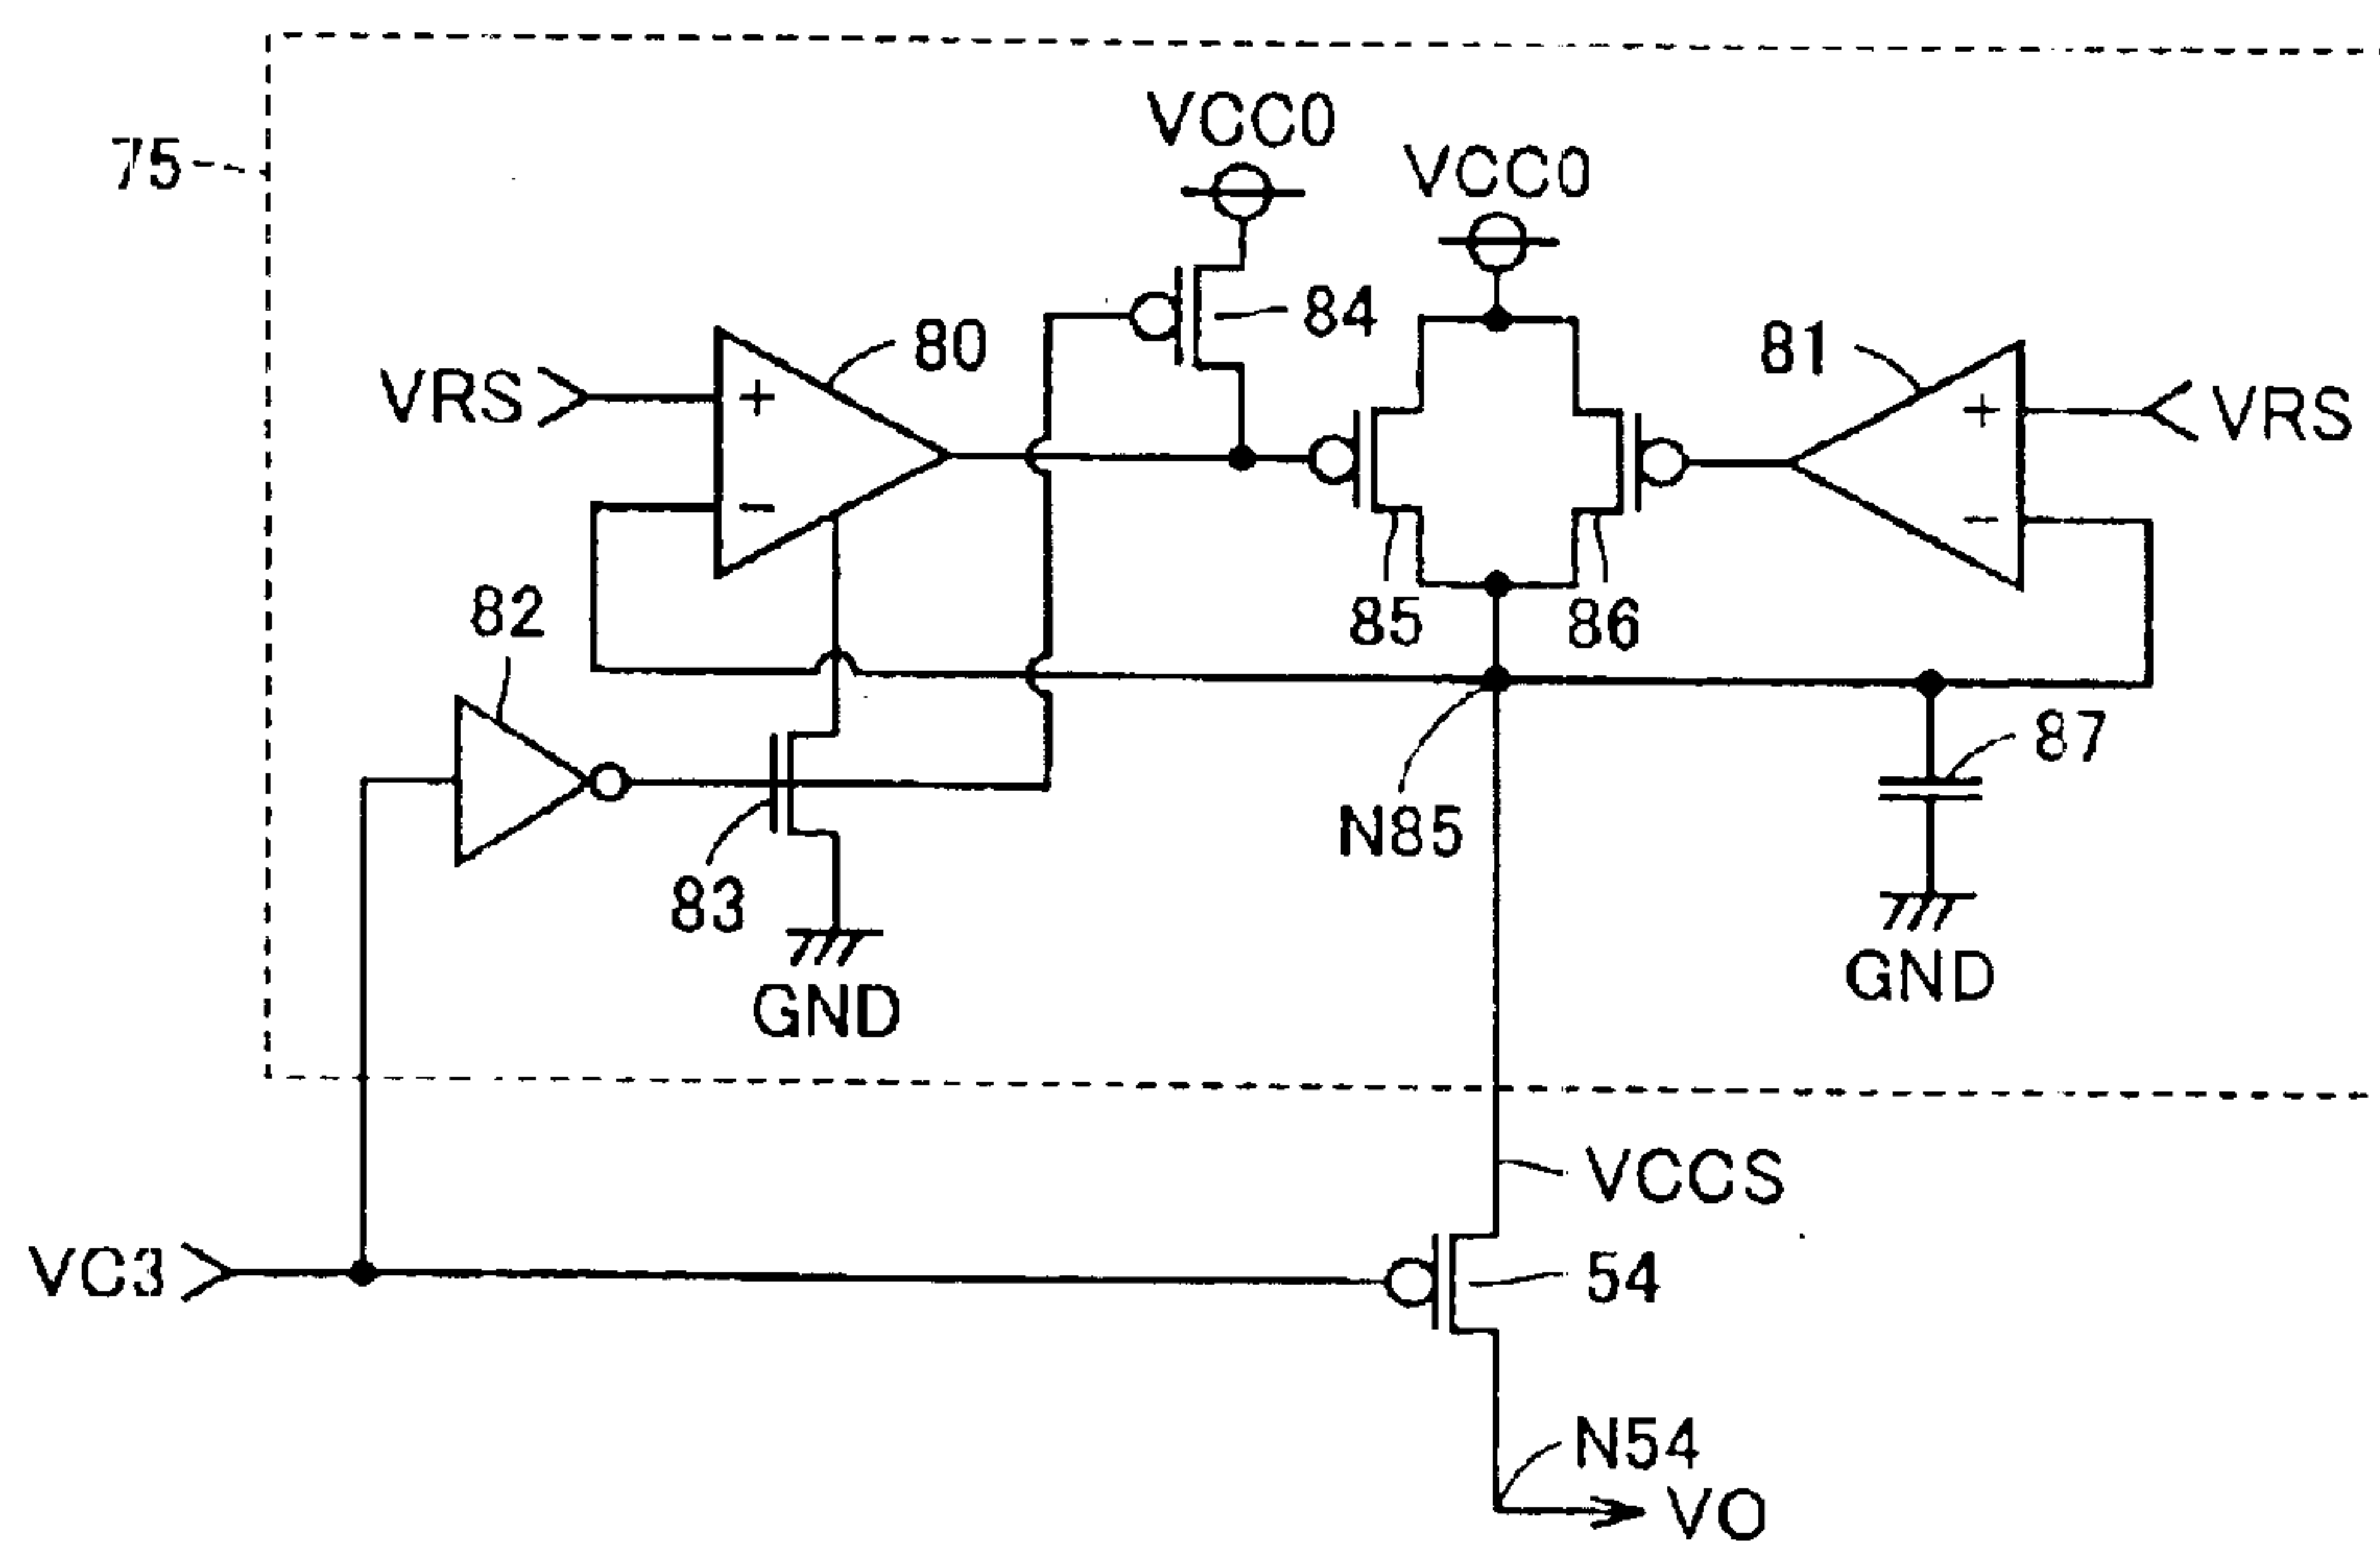 VCC0
VCC0
75
84
80
81
VRS
+
+
VRS
-
-
82
85
86
87
N85
83
GND
GND
VCCS
VC3
54
N54
VO